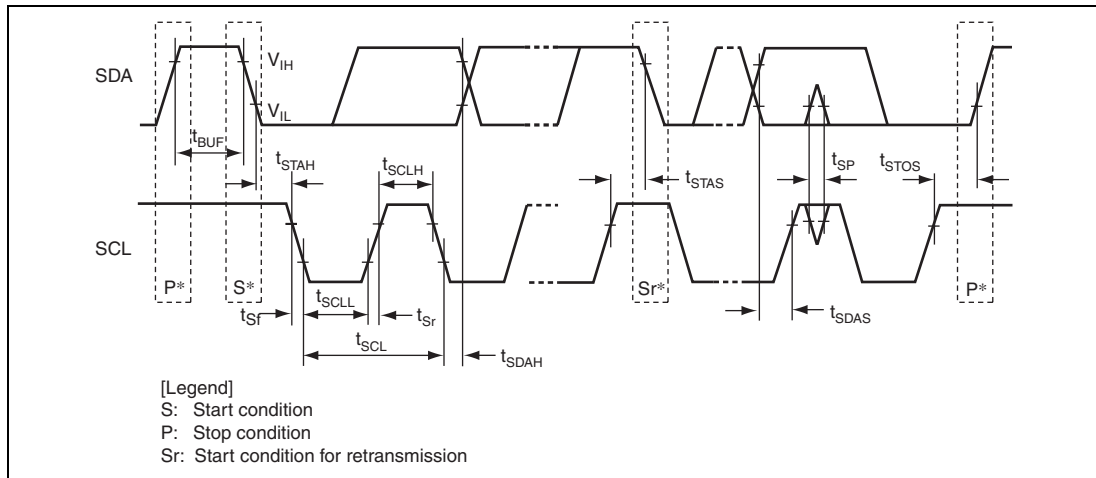 SDA
V_IH
V_IL
t_BUF
t_STAH
t_SCLH
t_STAS
t_SP
t_STOS
SCL
P*
S*
Sr*
P*
t_Sf
t_SCLL
t_Sr
t_SDAS
t_SCL
t_SDAH
[Legend]
S: Start condition
P: Stop condition
Sr: Start condition for retransmission